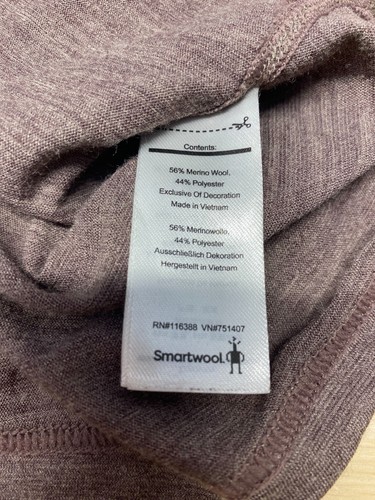 Contents:
56% Merino Wool,
44% Polyester
Exclusive Of Decoration
Made in Vietnam
56% Merinowolle,
44% Polyester
Ausschließlich Dekoration
Hergestellt in Vietnam
RN#116388 VN#751407
Smartwool